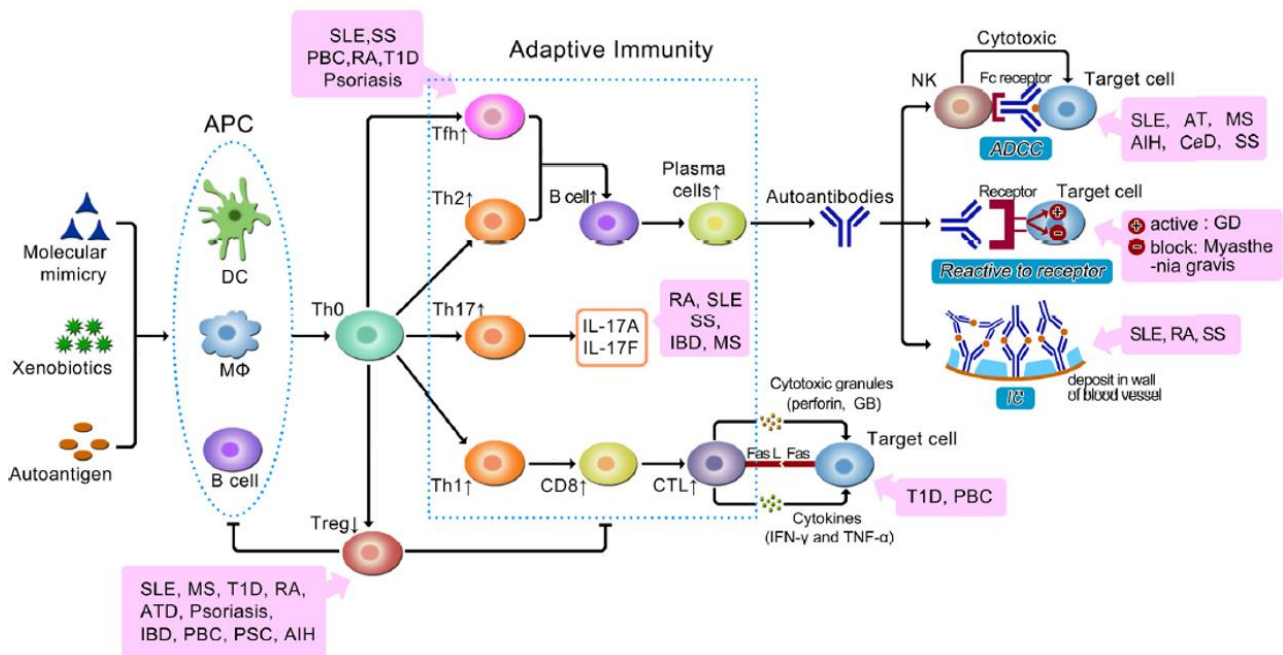 SLE,SS
PBC,RA,T1D
Psoriasis
Adaptive Immunity
APC
Molecular
mimicry
Xenobiotics
Autoantigen
DC
MΦ
B cell
Th0
Tfh↑
Th2↑
Th17↑
Th1↑
B cell↑
Plasma
cells↑
IL-17A
IL-17F
RA, SLE
SS,
IBD, MS
CD8↑
CTL↑
Cytotoxic granules
(perforin, GB)
Target cell
Fas L
Fas
Cytokines
(IFN-γ and TNF-α)
T1D, PBC
Treg↓
SLE, MS, T1D, RA,
ATD, Psoriasis,
IBD, PBC, PSC, AIH
Autoantibodies
Cytotoxic
NK
Fc receptor
Target cell
ADCC
SLE, AT, MS
AIH, CeD, SS
Receptor
Target cell
+
−
Reactive to receptor
+ active : GD
− block: Myasthe
-nia gravis
IC
deposit in wall
of blood vessel
SLE, RA, SS